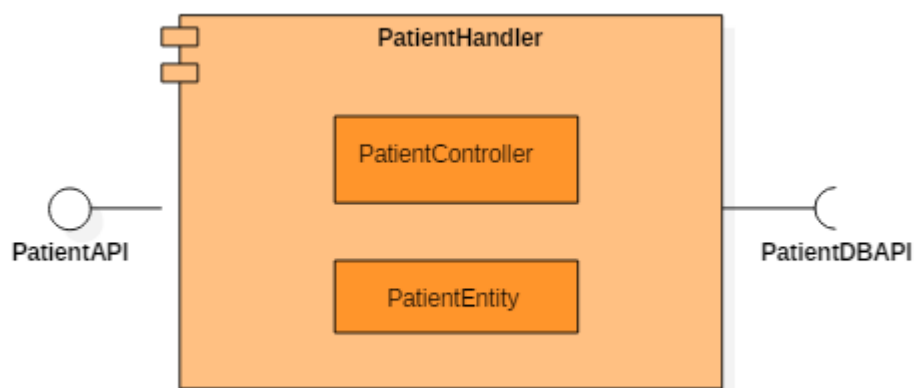 PatientHandler
PatientController
PatientAPI
PatientDBAPI
PatientEntity